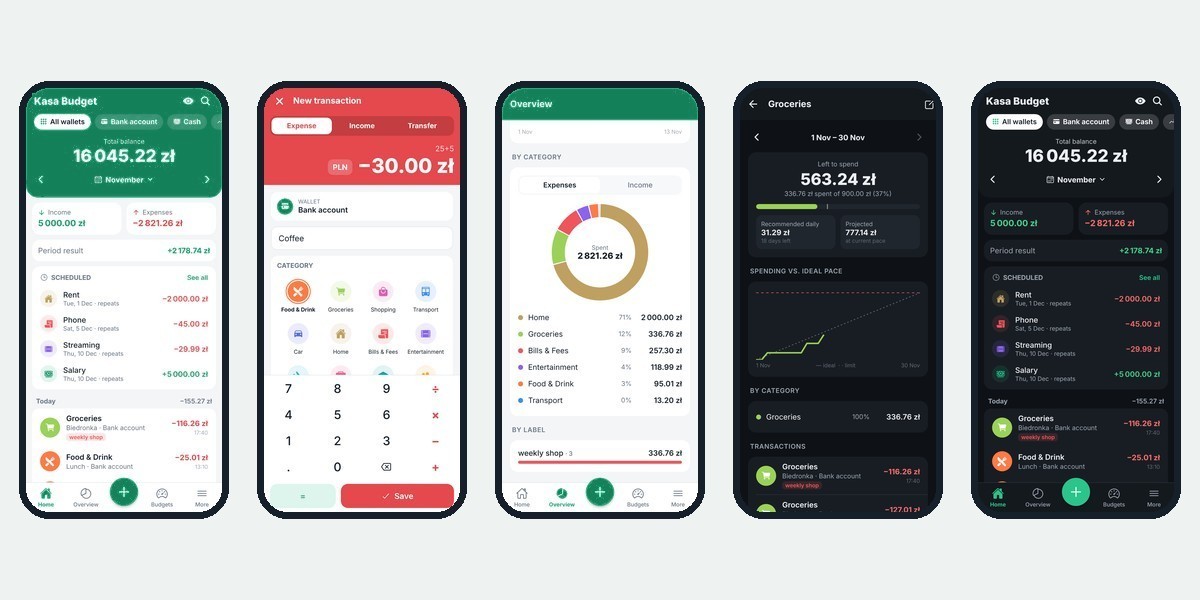 Kasa Budget
All wallets
Bank account
Cash
Total balance
16 045.22 zł
November
Income
5 000.00 zł
Expenses
−2 821.26 zł
Period result
+2 178.74 zł
SCHEDULED
See all
Rent
Tue, 1 Dec · repeats
−2 000.00 zł
Phone
Sat, 5 Dec · repeats
−45.00 zł
Streaming
Thu, 10 Dec · repeats
−29.99 zł
Salary
Thu, 10 Dec · repeats
+5 000.00 zł
Today
−155.27 zł
Groceries
Biedronka · Bank account
weekly shop
−116.26 zł
17:40
Food & Drink
Lunch · Bank account
−25.01 zł
13:10
Home
Overview
Budgets
More
New transaction
Expense
Income
Transfer
25+5
PLN
−30.00 zł
WALLET
Bank account
Coffee
CATEGORY
Food & Drink
Groceries
Shopping
Transport
Car
Home
Bills & Fees
Entertainment
7 8 9 ÷
4 5 6 ×
1 2 3 −
. 0 +
=
Save
Overview
1 Nov
13 Nov
BY CATEGORY
Expenses
Income
Spent
2 821.26 zł
Home 71% 2 000.00 zł
Groceries 12% 336.76 zł
Bills & Fees 9% 257.30 zł
Entertainment 4% 118.99 zł
Food & Drink 3% 95.01 zł
Transport 0% 13.20 zł
BY LABEL
weekly shop · 3
336.76 zł
Home
Overview
Budgets
More
Groceries
1 Nov – 30 Nov
Left to spend
563.24 zł
336.76 zł spent of 900.00 zł (37%)
Recommended daily
31.29 zł
18 days left
Projected
777.14 zł
at current pace
SPENDING VS. IDEAL PACE
1 Nov
— ideal · limit
30 Nov
BY CATEGORY
Groceries
100%
336.76 zł
TRANSACTIONS
Groceries
Biedronka · Bank account
weekly shop
−116.26 zł
17:40
Groceries
−127.01 zł
Kasa Budget
All wallets
Bank account
Cash
Total balance
16 045.22 zł
November
Income
5 000.00 zł
Expenses
−2 821.26 zł
Period result
+2 178.74 zł
SCHEDULED
See all
Rent
Tue, 1 Dec · repeats
−2 000.00 zł
Phone
Sat, 5 Dec · repeats
−45.00 zł
Streaming
Thu, 10 Dec · repeats
−29.99 zł
Salary
Thu, 10 Dec · repeats
+5 000.00 zł
Today
−155.27 zł
Groceries
Biedronka · Bank account
weekly shop
−116.26 zł
17:40
Food & Drink
Lunch · Bank account
−25.01 zł
13:10
Home
Overview
Budgets
More